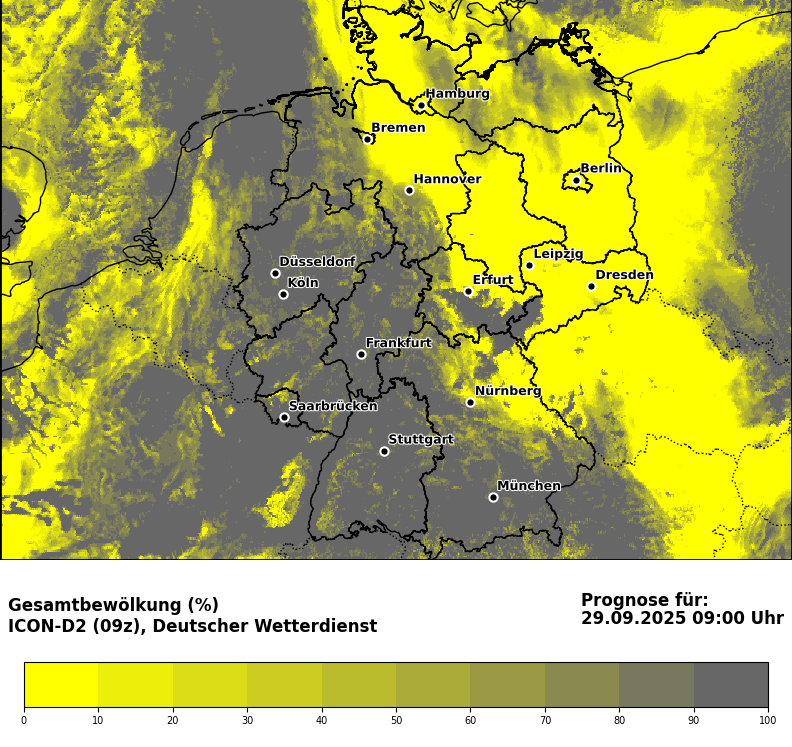 Hamburg
Bremen
Berlin
Hannover
Leipzig
Düsseldorf
Dresden
Köln
Erfurt
Frankfurt
Nürnberg
Saarbrücken
Stuttgart
München
Gesamtbewölkung (%)
ICON-D2 (09z), Deutscher Wetterdienst
Prognose für:
29.09.2025 09:00 Uhr
0 10 20 30 40 50 60 70 80 90 100